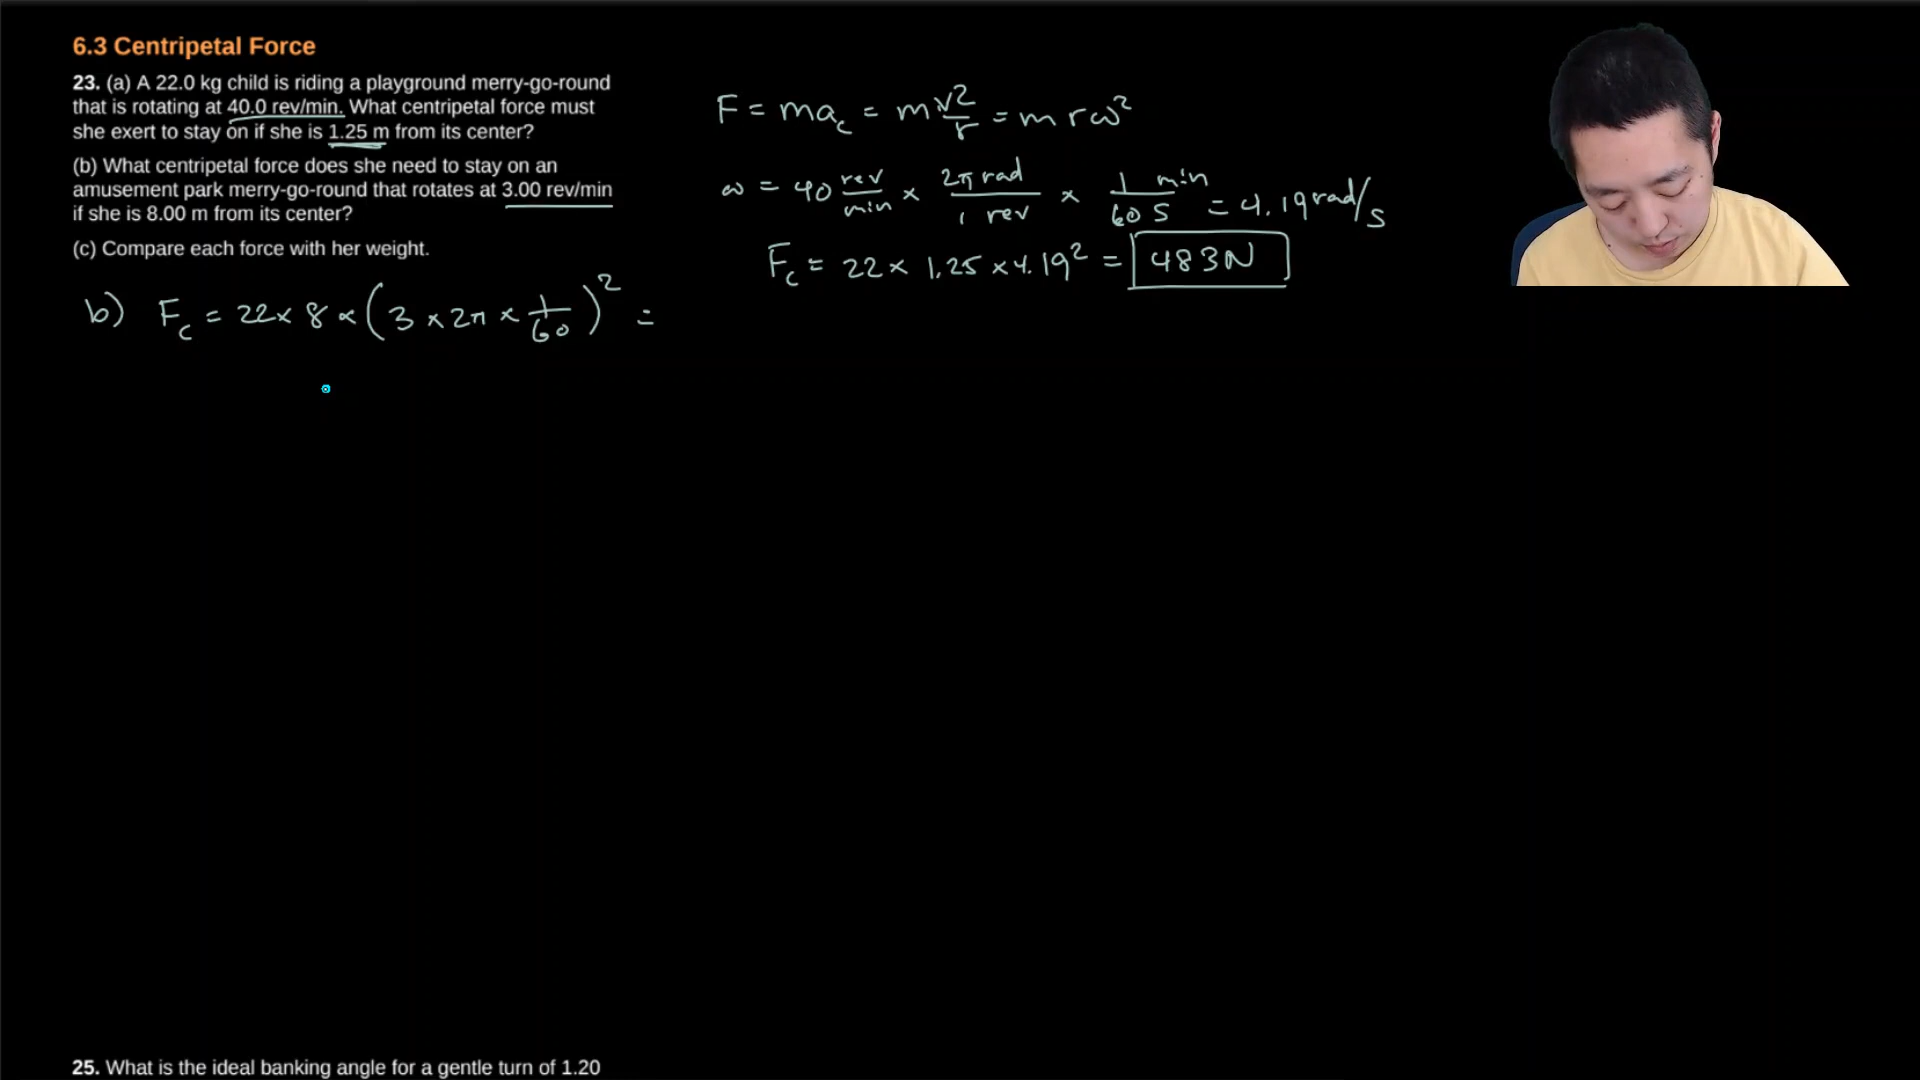 6.3 Centripetal Force
23. (a) A 22.0 kg child is riding a playground merry-go-round
that is rotating at 40.0 rev/min. What centripetal force must
she exert to stay on if she is 1.25 m from its center?
(b) What centripetal force does she need to stay on an
amusement park merry-go-round that rotates at 3.00 rev/min
if she is 8.00 m from its center?
(c) Compare each force with her weight.
F = ma_c = m v²/r = m r ω²
ω = 40 rev/min × 2π rad/1 rev × 1 min/60 s = 4.19 rad/s
F_c = 22 × 1.25 × 4.19² = 483N
b) F_c = 22 × 8 × (3 × 2π × 1/60)² =
25. What is the ideal banking angle for a gentle turn of 1.20